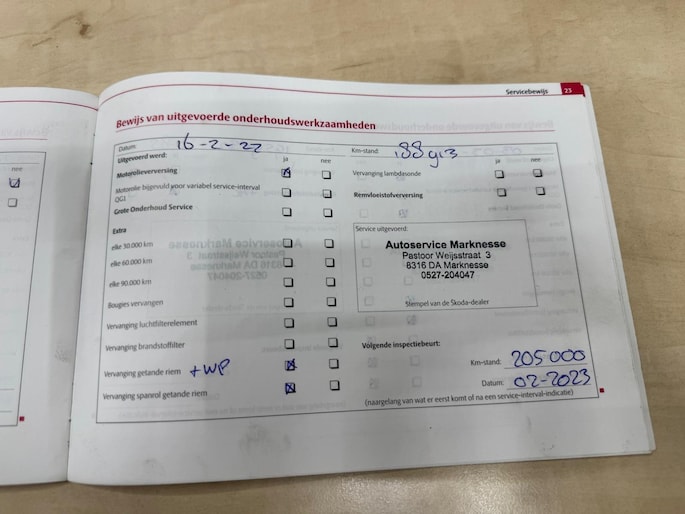 Servicebewijs 23
Bewijs van uitgevoerde onderhoudswerkzaamheden
Datum: 16-2-22
Km-stand: 188913
Uitgevoerd werd: ja nee
ja nee
Motorolieverversing
Vervanging lambdasonde
Motorolie bijgevuld voor variabel service-interval
QG1
Remvloeistofverversing
Grote Onderhoud Service
Extra
Service uitgevoerd:
elke 30.000 km
Autoservice Marknesse
Pastoor Weijsstraat 3
elke 60.000 km
8316 DA Marknesse
0527-204047
elke 90.000 km
Bougies vervangen
Stempel van de Škoda-dealer
Vervanging luchtfilterelement
Vervanging brandstoffilter
Volgende inspectiebeurt:
Vervanging getande riem + WP
Km-stand: 205000
Vervanging spanrol getande riem
Datum: 02-2023
(naargelang van wat er eerst komt of na een service-interval-indicatie)
nee